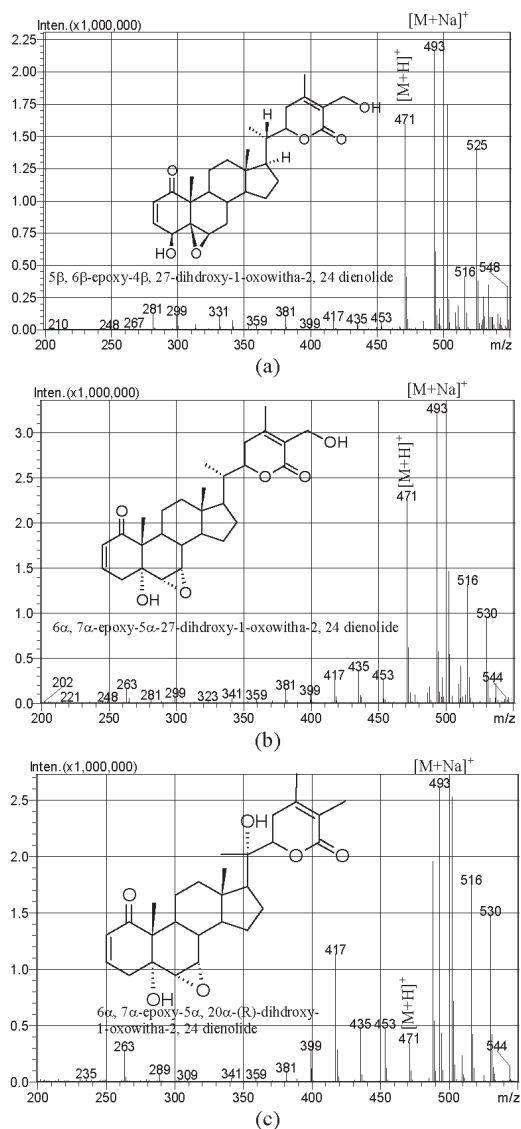 Inten.(x1,000,000)
[M+Na]+
2.25
493
2.00
[M+H]+
1.75
OH
H
O
O
471
1.50
H
525
O
1.25
1.00
0.75
HO
O
5β, 6β-epoxy-4β, 27-dihdroxy-1-oxowitha-2, 24 dienolide
516
548
0.50
0.25
210
248
267
281
299
331
359
381
399
417
435
453
0.00
200 250 300 350 400 450 500 m/z
(a)
Inten.(x1,000,000)
[M+Na]+
493
3.0
OH
[M+H]+
2.5
O
O
471
O
2.0
1.5
516
OH
O
1.0
530
6α, 7α-epoxy-5α-27-dihdroxy-1-oxowitha-2, 24 dienolide
0.5
202
221
248
263
281
299
323
341
359
381
399
417
435
453
544
0.0
200 250 300 350 400 450 500 m/z
(b)
Inten.(x1,000,000)
[M+Na]+
493
2.5
OH
O
O
2.0
O
516
530
1.5
417
1.0
OH
O
6α, 7α-epoxy-5α, 20α-(R)-dihdroxy-
1-oxowitha-2, 24 dienolide
[M+H]+
0.5
235
263
289
309
341
359
381
399
435
453
471
544
0.0
200 250 300 350 400 450 500 m/z
(c)